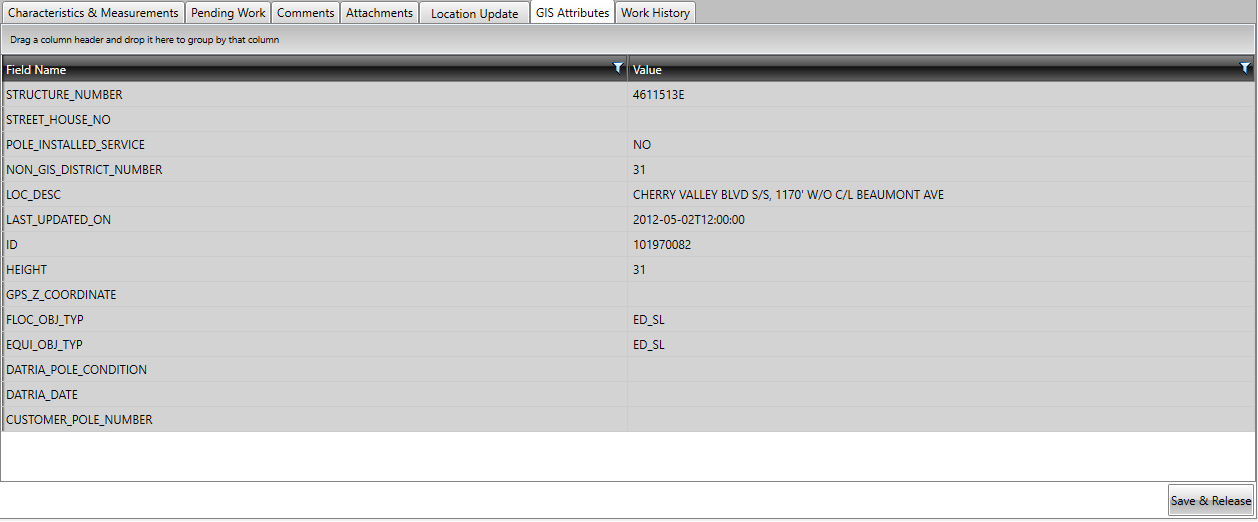 Characteristics & Measurements Pending Work Comments Attachments Location Update GIS Attributes Work History
Drag a column header and drop it here to group by that column
Field Name Value
STRUCTURE_NUMBER 4611513E
STREET_HOUSE_NO
POLE_INSTALLED_SERVICE NO
NON_GIS_DISTRICT_NUMBER 31
LOC_DESC CHERRY VALLEY BLVD S/S, 1170' W/O C/L BEAUMONT AVE
LAST_UPDATED_ON 2012-05-02T12:00:00
ID 101970082
HEIGHT 31
GPS_Z_COORDINATE
FLOC_OBJ_TYP ED_SL
EQUI_OBJ_TYP ED_SL
DATRIA_POLE_CONDITION
DATRIA_DATE
CUSTOMER_POLE_NUMBER
Save & Release